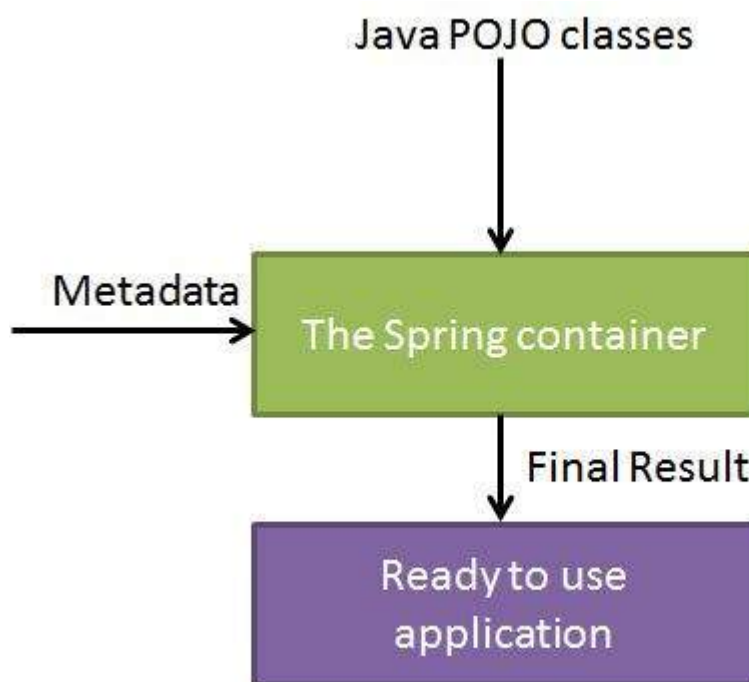 Java POJO classes
Metadata
The Spring container
Final Result
Ready to use
application